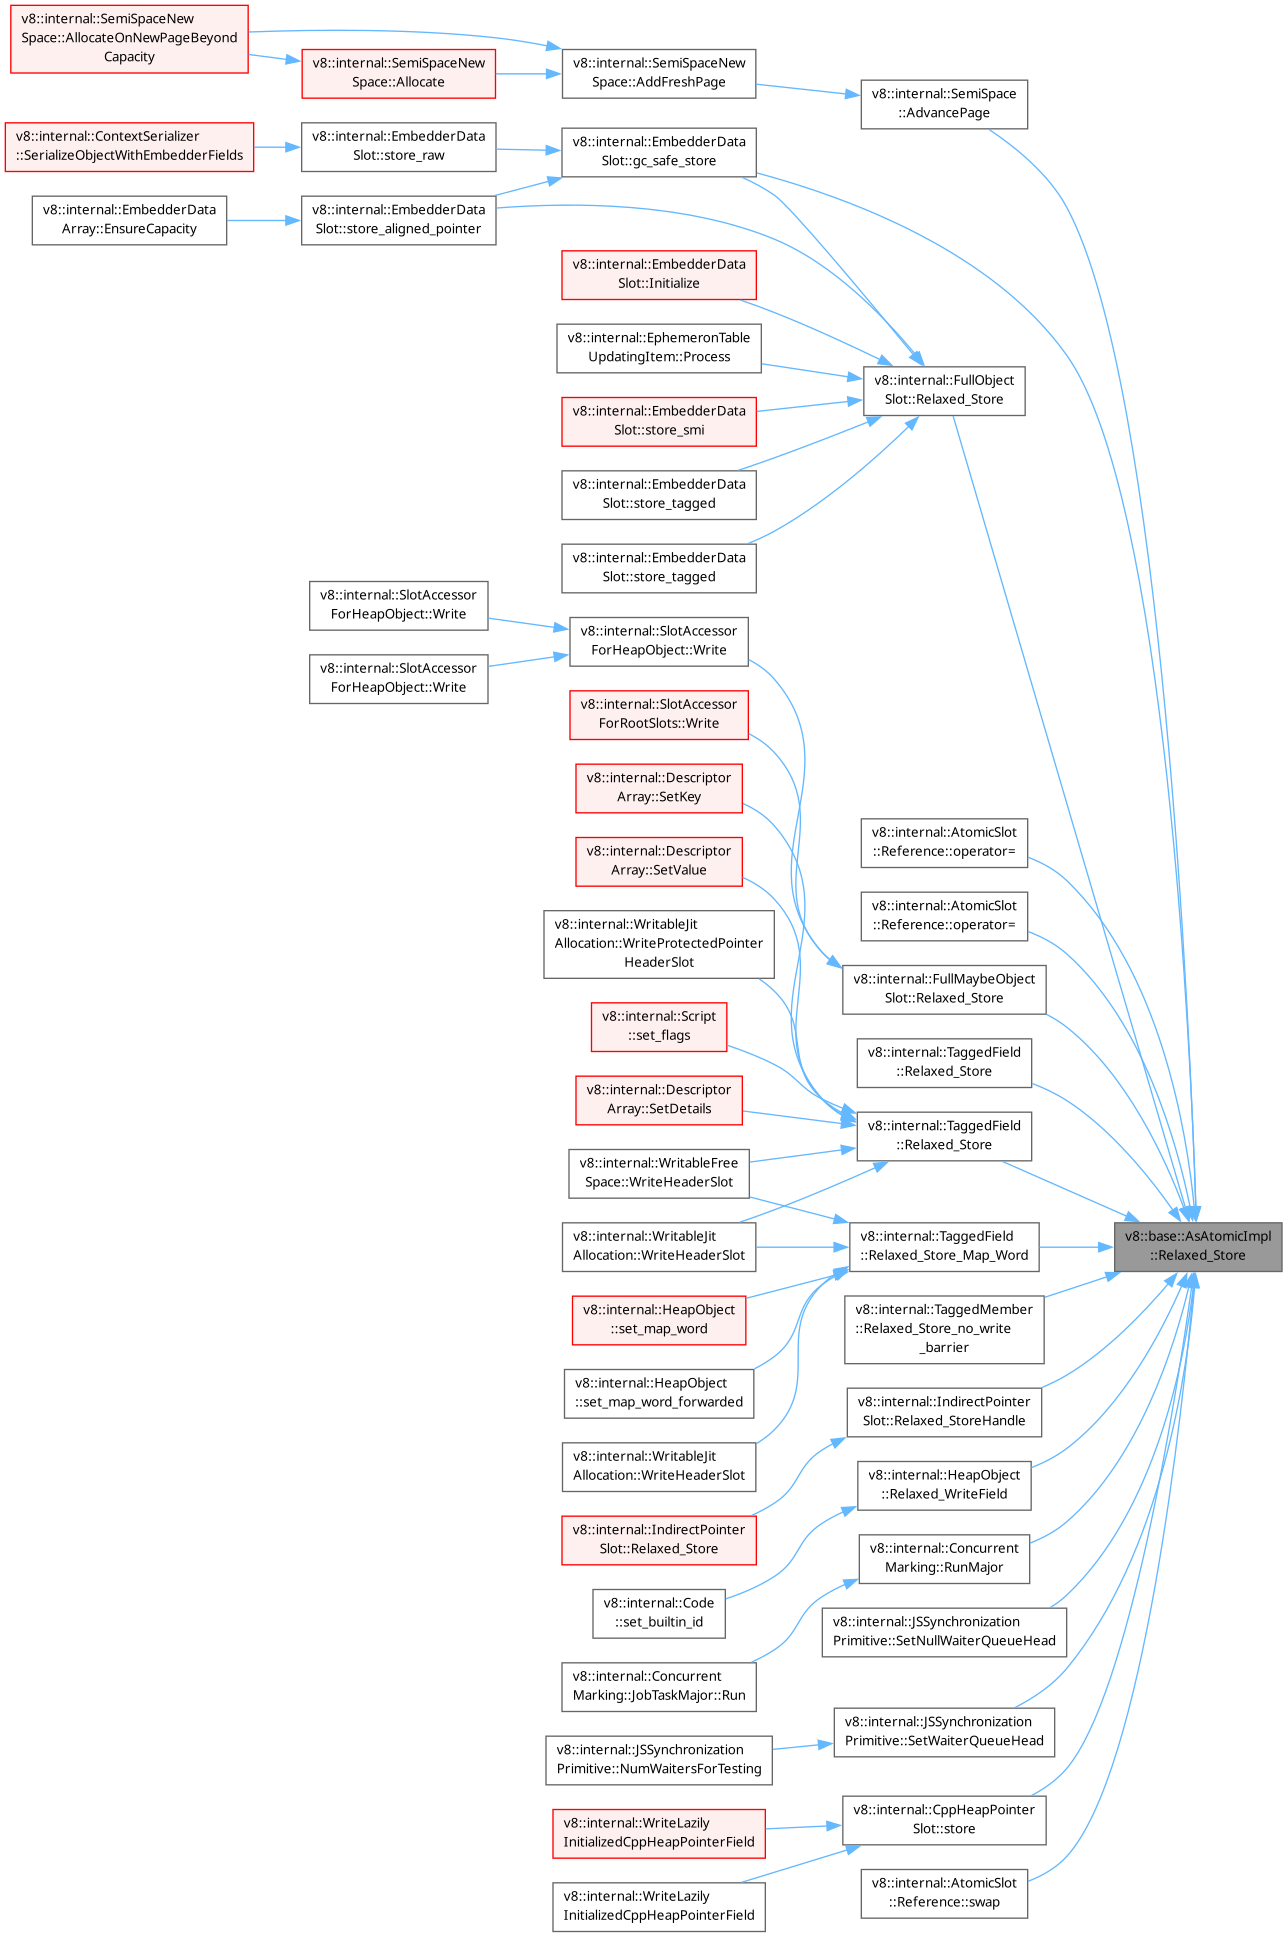 v8::internal::SemiSpaceNew
Space::AllocateOnNewPageBeyond
Capacity
v8::internal::SemiSpaceNew
Space::Allocate
v8::internal::SemiSpaceNew
Space::AddFreshPage
v8::internal::SemiSpace
::AdvancePage
v8::internal::ContextSerializer
::SerializeObjectWithEmbedderFields
v8::internal::EmbedderData
Slot::store_raw
v8::internal::EmbedderData
Slot::gc_safe_store
v8::internal::EmbedderData
Array::EnsureCapacity
v8::internal::EmbedderData
Slot::store_aligned_pointer
v8::internal::EmbedderData
Slot::Initialize
v8::internal::EphemeronTable
UpdatingItem::Process
v8::internal::FullObject
Slot::Relaxed_Store
v8::internal::EmbedderData
Slot::store_smi
v8::internal::EmbedderData
Slot::store_tagged
v8::internal::EmbedderData
Slot::store_tagged
v8::internal::SlotAccessor
ForHeapObject::Write
v8::internal::SlotAccessor
ForHeapObject::Write
v8::internal::SlotAccessor
ForHeapObject::Write
v8::internal::SlotAccessor
ForRootSlots::Write
v8::internal::Descriptor
Array::SetKey
v8::internal::AtomicSlot
::Reference::operator=
v8::internal::Descriptor
Array::SetValue
v8::internal::AtomicSlot
::Reference::operator=
v8::internal::WritableJit
Allocation::WriteProtectedPointer
HeaderSlot
v8::internal::FullMaybeObject
Slot::Relaxed_Store
v8::internal::Script
::set_flags
v8::internal::TaggedField
::Relaxed_Store
v8::internal::Descriptor
Array::SetDetails
v8::internal::TaggedField
::Relaxed_Store
v8::internal::WritableFree
Space::WriteHeaderSlot
v8::internal::WritableJit
Allocation::WriteHeaderSlot
v8::internal::TaggedField
::Relaxed_Store_Map_Word
v8::base::AsAtomicImpl
::Relaxed_Store
v8::internal::HeapObject
::set_map_word
v8::internal::TaggedMember
::Relaxed_Store_no_write
_barrier
v8::internal::HeapObject
::set_map_word_forwarded
v8::internal::IndirectPointer
Slot::Relaxed_StoreHandle
v8::internal::WritableJit
Allocation::WriteHeaderSlot
v8::internal::HeapObject
::Relaxed_WriteField
v8::internal::IndirectPointer
Slot::Relaxed_Store
v8::internal::Concurrent
Marking::RunMajor
v8::internal::Code
::set_builtin_id
v8::internal::JSSynchronization
Primitive::SetNullWaiterQueueHead
v8::internal::Concurrent
Marking::JobTaskMajor::Run
v8::internal::JSSynchronization
Primitive::SetWaiterQueueHead
v8::internal::JSSynchronization
Primitive::NumWaitersForTesting
v8::internal::WriteLazily
InitializedCppHeapPointerField
v8::internal::CppHeapPointer
Slot::store
v8::internal::WriteLazily
InitializedCppHeapPointerField
v8::internal::AtomicSlot
::Reference::swap